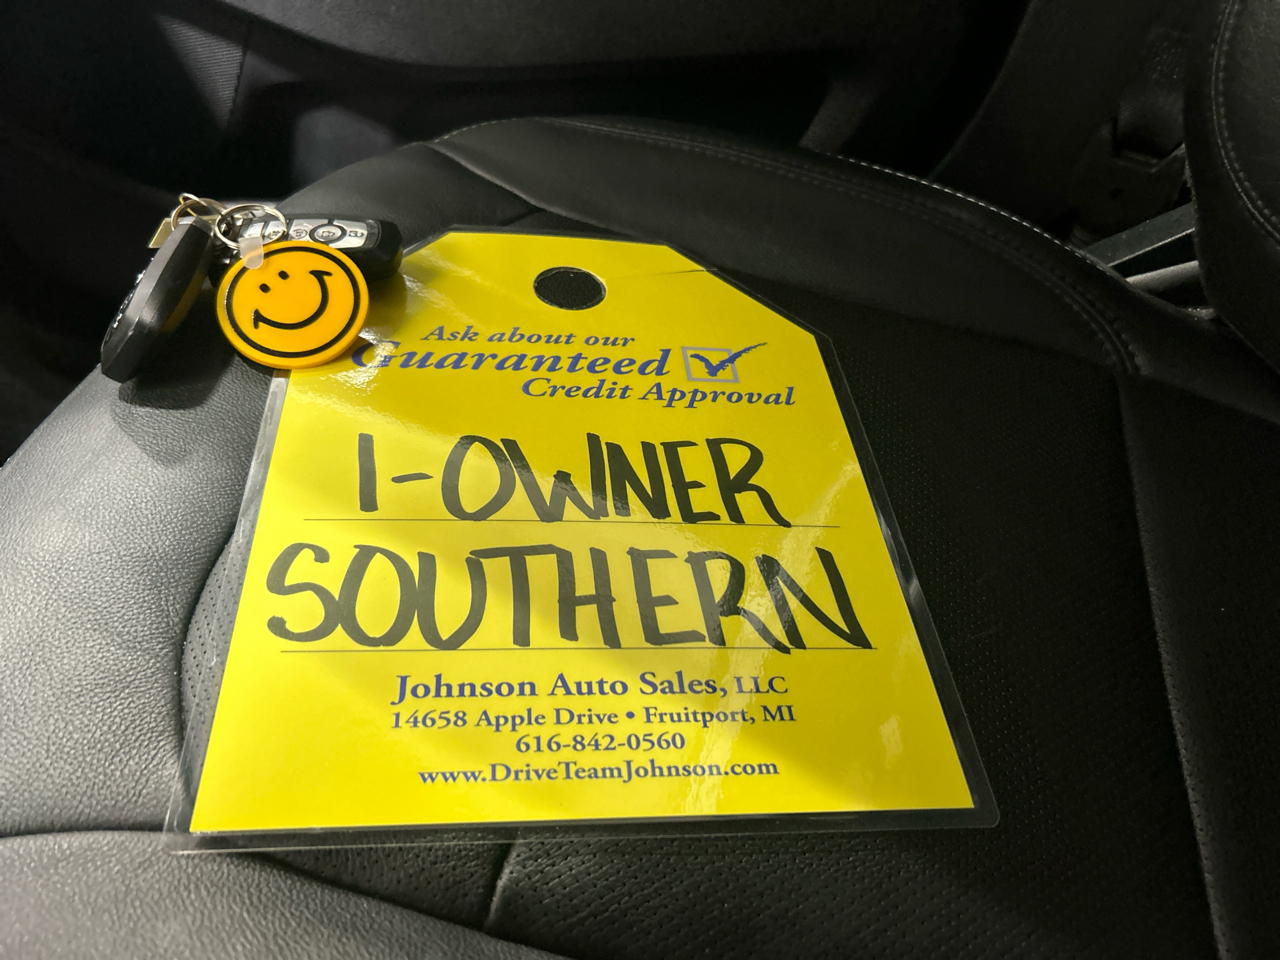 Ask about our
Guaranteed
Credit Approval
1-OWNER
SOUTHERN
Johnson Auto Sales, LLC
14658 Apple Drive • Fruitport, MI
616-842-0560
www.DriveTeamJohnson.com